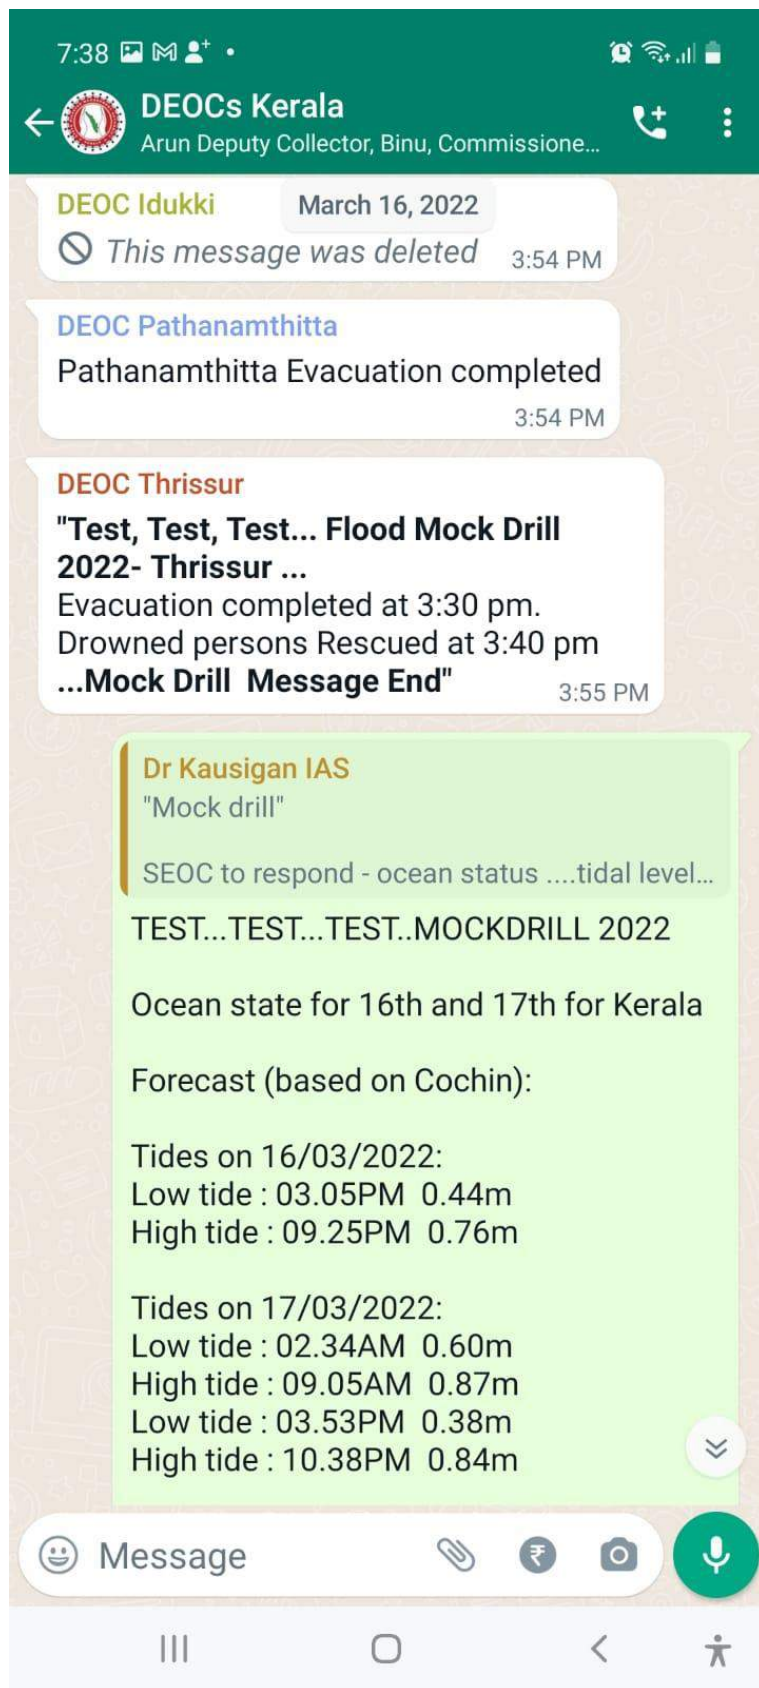 7:38
DEOCs Kerala
Arun Deputy Collector, Binu, Commissione...
DEOC Idukki
March 16, 2022
This message was deleted 3:54 PM
DEOC Pathanamthitta
Pathanamthitta Evacuation completed
3:54 PM
DEOC Thrissur
"Test, Test, Test... Flood Mock Drill
2022- Thrissur ...
Evacuation completed at 3:30 pm.
Drowned persons Rescued at 3:40 pm
...Mock Drill  Message End" 3:55 PM
Dr Kausigan IAS
"Mock drill"
SEOC to respond - ocean status ....tidal level...
TEST...TEST...TEST..MOCKDRILL 2022
Ocean state for 16th and 17th for Kerala
Forecast (based on Cochin):
Tides on 16/03/2022:
Low tide : 03.05PM  0.44m
High tide : 09.25PM  0.76m
Tides on 17/03/2022:
Low tide : 02.34AM  0.60m
High tide : 09.05AM  0.87m
Low tide : 03.53PM  0.38m
High tide : 10.38PM  0.84m
Message